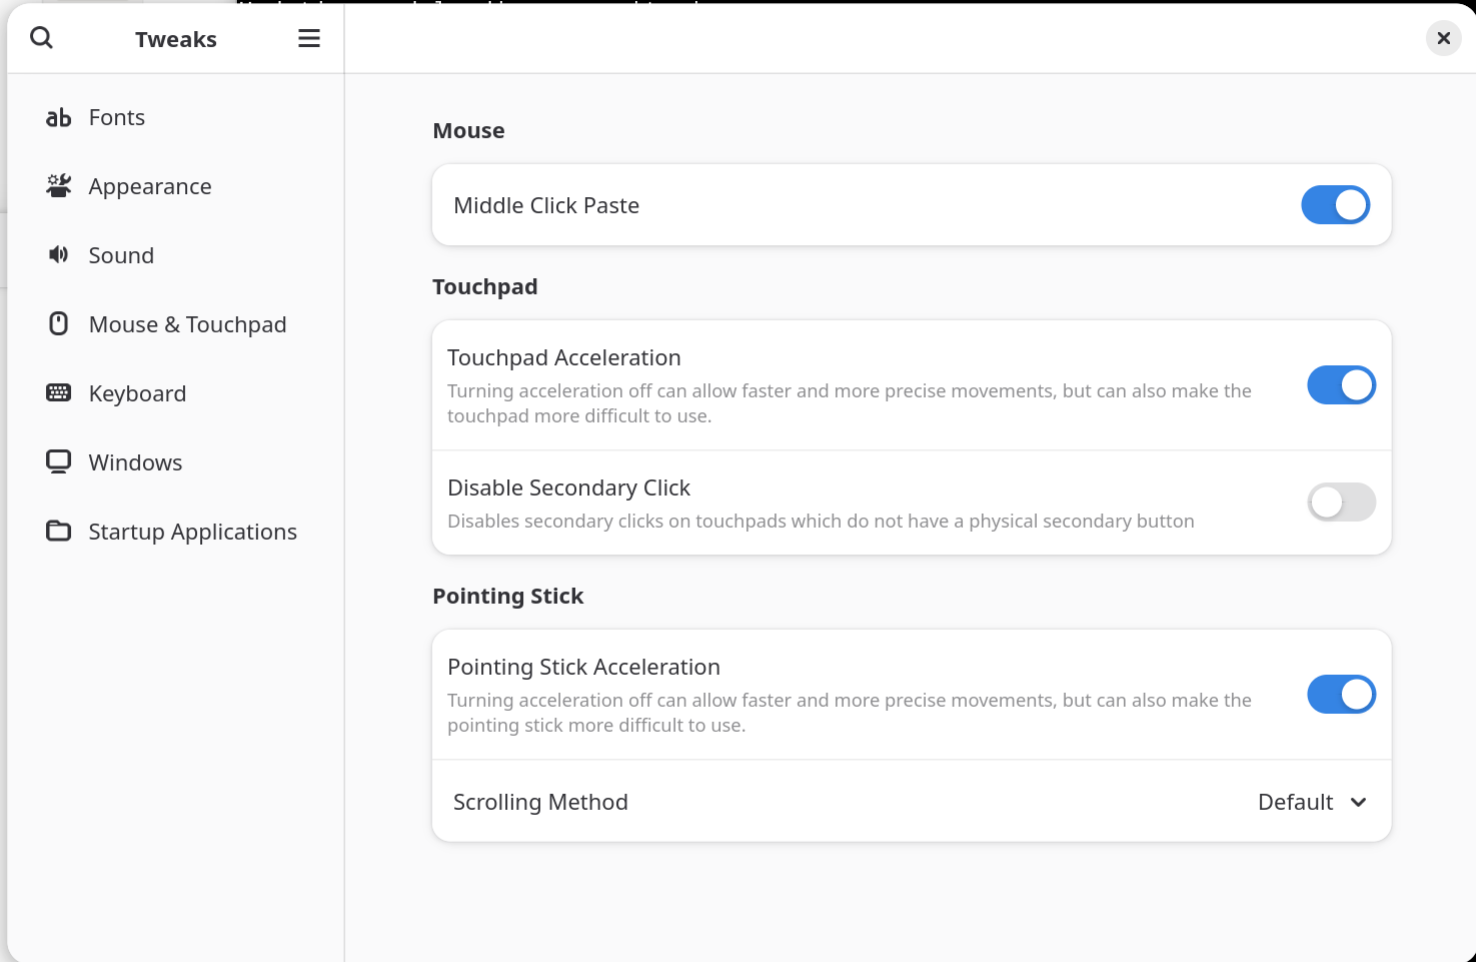 Tweaks
Fonts
Appearance
Sound
Mouse & Touchpad
Keyboard
Windows
Startup Applications
Mouse
Middle Click Paste
Touchpad
Touchpad Acceleration
Turning acceleration off can allow faster and more precise movements, but can also make the
touchpad more difficult to use.
Disable Secondary Click
Disables secondary clicks on touchpads which do not have a physical secondary button
Pointing Stick
Pointing Stick Acceleration
Turning acceleration off can allow faster and more precise movements, but can also make the
pointing stick more difficult to use.
Scrolling Method
Default